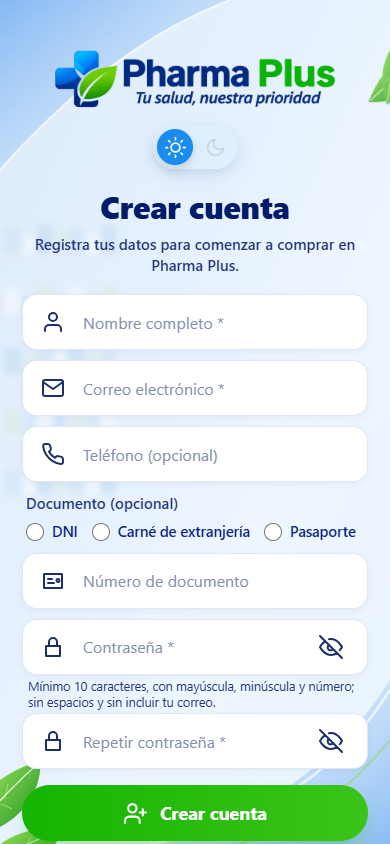 Pharma Plus
Tu salud, nuestra prioridad
Crear cuenta
Registra tus datos para comenzar a comprar en
Pharma Plus.
Nombre completo *
Correo electrónico *
Teléfono (opcional)
Documento (opcional)
DNI Carné de extranjería Pasaporte
Número de documento
Contraseña *
Mínimo 10 caracteres, con mayúscula, minúscula y número;
sin espacios y sin incluir tu correo.
Repetir contraseña *
Crear cuenta